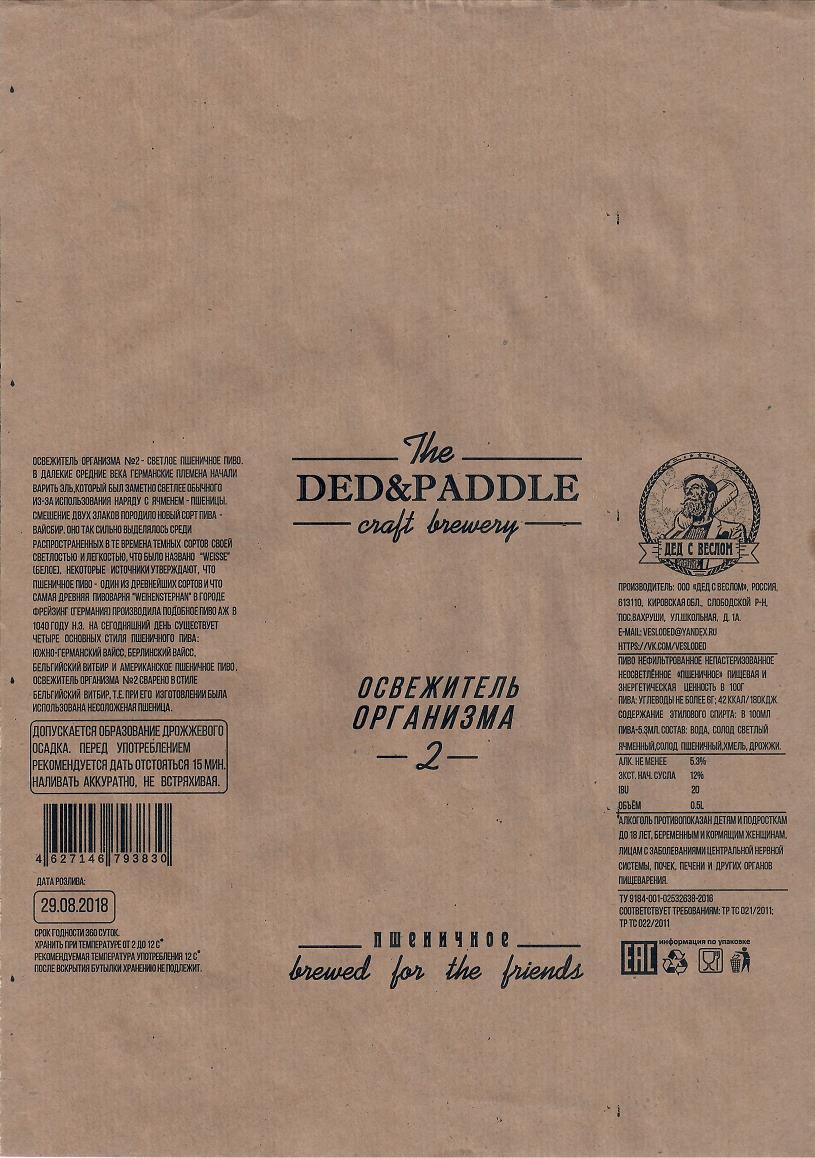 ОСВЕЖИТЕЛЬ ОРГАНИЗМА №2 - СВЕТЛОЕ ПШЕНИЧНОЕ ПИВО.
В ДАЛЕКИЕ СРЕДНИЕ ВЕКА ГЕРМАНСКИЕ ПЛЕМЕНА НАЧАЛИ
ВАРИТЬ ЭЛЬ,КОТОРЫЙ БЫЛ ЗАМЕТНО СВЕТЛЕЕ ОБЫЧНОГО
ИЗ-ЗА ИСПОЛЬЗОВАНИЯ НАРЯДУ С ЯЧМЕНЕМ - ПШЕНИЦЫ.
СМЕШЕНИЕ ДВУХ ЗЛАКОВ ПОРОДИЛО НОВЫЙ СОРТ ПИВА -
ВАЙСБИР. ОНО ТАК СИЛЬНО ВЫДЕЛЯЛОСЬ СРЕДИ
РАСПРОСТРАНЕННЫХ В ТЕ ВРЕМЕНА ТЕМНЫХ СОРТОВ СВОЕЙ
СВЕТЛОСТЬЮ И ЛЕГКОСТЬЮ, ЧТО БЫЛО НАЗВАНО "WEISSE"
(БЕЛОЕ). НЕКОТОРЫЕ ИСТОЧНИКИ УТВЕРЖДАЮТ, ЧТО
ПШЕНИЧНОЕ ПИВО - ОДИН ИЗ ДРЕВНЕЙШИХ СОРТОВ И ЧТО
САМАЯ ДРЕВНЯЯ ПИВОВАРНЯ "WEIHENSTEPHAN" В ГОРОДЕ
ФРЕЙЗИНГ (ГЕРМАНИЯ) ПРОИЗВОДИЛА ПОДОБНОЕ ПИВО АЖ В
1040 ГОДУ Н.Э. НА СЕГОДНЯШНИЙ ДЕНЬ СУЩЕСТВУЕТ
ЧЕТЫРЕ ОСНОВНЫХ СТИЛЯ ПШЕНИЧНОГО ПИВА:
ЮЖНО-ГЕРМАНСКИЙ ВАЙСС, БЕРЛИНСКИЙ ВАЙСС,
БЕЛЬГИЙСКИЙ ВИТБИР И АМЕРИКАНСКОЕ ПШЕНИЧНОЕ ПИВО.
ОСВЕЖИТЕЛЬ ОРГАНИЗМА №2 СВАРЕНО В СТИЛЕ
БЕЛЬГИЙСКИЙ ВИТБИР, Т.Е. ПРИ ЕГО ИЗГОТОВЛЕНИИ БЫЛА
ИСПОЛЬЗОВАНА НЕСОЛОЖЕНАЯ ПШЕНИЦА.
ДОПУСКАЕТСЯ ОБРАЗОВАНИЕ ДРОЖЖЕВОГО
ОСАДКА. ПЕРЕД УПОТРЕБЛЕНИЕМ
РЕКОМЕНДУЕТСЯ ДАТЬ ОТСТОЯТЬСЯ 15 МИН.
НАЛИВАТЬ АККУРАТНО, НЕ ВСТРЯХИВАЯ.
4 627146 793830
ДАТА РОЗЛИВА:
29.08.2018
СРОК ГОДНОСТИ 360 СУТОК.
ХРАНИТЬ ПРИ ТЕМПЕРАТУРЕ ОТ 2 ДО 12 С°
РЕКОМЕНДУЕМАЯ ТЕМПЕРАТУРА УПОТРЕБЛЕНИЯ 12 С°
ПОСЛЕ ВСКРЫТИЯ БУТЫЛКИ ХРАНЕНИЮ НЕ ПОДЛЕЖИТ.
The
DED&PADDLE
craft brewery
ОСВЕЖИТЕЛЬ
ОРГАНИЗМА
2
пшеничное
brewed for the friends
ДЕД С ВЕСЛОМ
ПРОИЗВОДИТЕЛЬ: ООО «ДЕД С ВЕСЛОМ», РОССИЯ,
613110, КИРОВСКАЯ ОБЛ., СЛОБОДСКОЙ Р-Н,
ПОС.ВАХРУШИ, УЛ.ШКОЛЬНАЯ, Д. 1А.
E-MAIL: VESLODED@YANDEX.RU
HTTPS://VK.COM/VESLODED
ПИВО НЕФИЛЬТРОВАННОЕ НЕПАСТЕРИЗОВАННОЕ
НЕОСВЕТЛЁННОЕ «ПШЕНИЧНОЕ» ПИЩЕВАЯ И
ЭНЕРГЕТИЧЕСКАЯ ЦЕННОСТЬ В 100Г
ПИВА: УГЛЕВОДЫ НЕ БОЛЕЕ 6Г; 42 ККАЛ/180КДЖ.
СОДЕРЖАНИЕ ЭТИЛОВОГО СПИРТА: В 100МЛ
ПИВА-5.3МЛ. СОСТАВ: ВОДА, СОЛОД СВЕТЛЫЙ
ЯЧМЕННЫЙ,СОЛОД ПШЕНИЧНЫЙ,ХМЕЛЬ, ДРОЖЖИ.
АЛК. НЕ МЕНЕЕ 5.3%
ЭКСТ. НАЧ. СУСЛА 12%
IBU 20
ОБЪЁМ 0.5L
*АЛКОГОЛЬ ПРОТИВОПОКАЗАН ДЕТЯМ И ПОДРОСТКАМ
ДО 18 ЛЕТ, БЕРЕМЕННЫМ И КОРМЯЩИМ ЖЕНЩИНАМ,
ЛИЦАМ С ЗАБОЛЕВАНИЯМИ ЦЕНТРАЛЬНОЙ НЕРВНОЙ
СИСТЕМЫ, ПОЧЕК, ПЕЧЕНИ И ДРУГИХ ОРГАНОВ
ПИЩЕВАРЕНИЯ.
ТУ 9184-001-02532638-2016
СООТВЕТСТВУЕТ ТРЕБОВАНИЯМ: ТР ТС 021/2011;
ТР ТС 022/2011
информация по упаковке
ЕАС